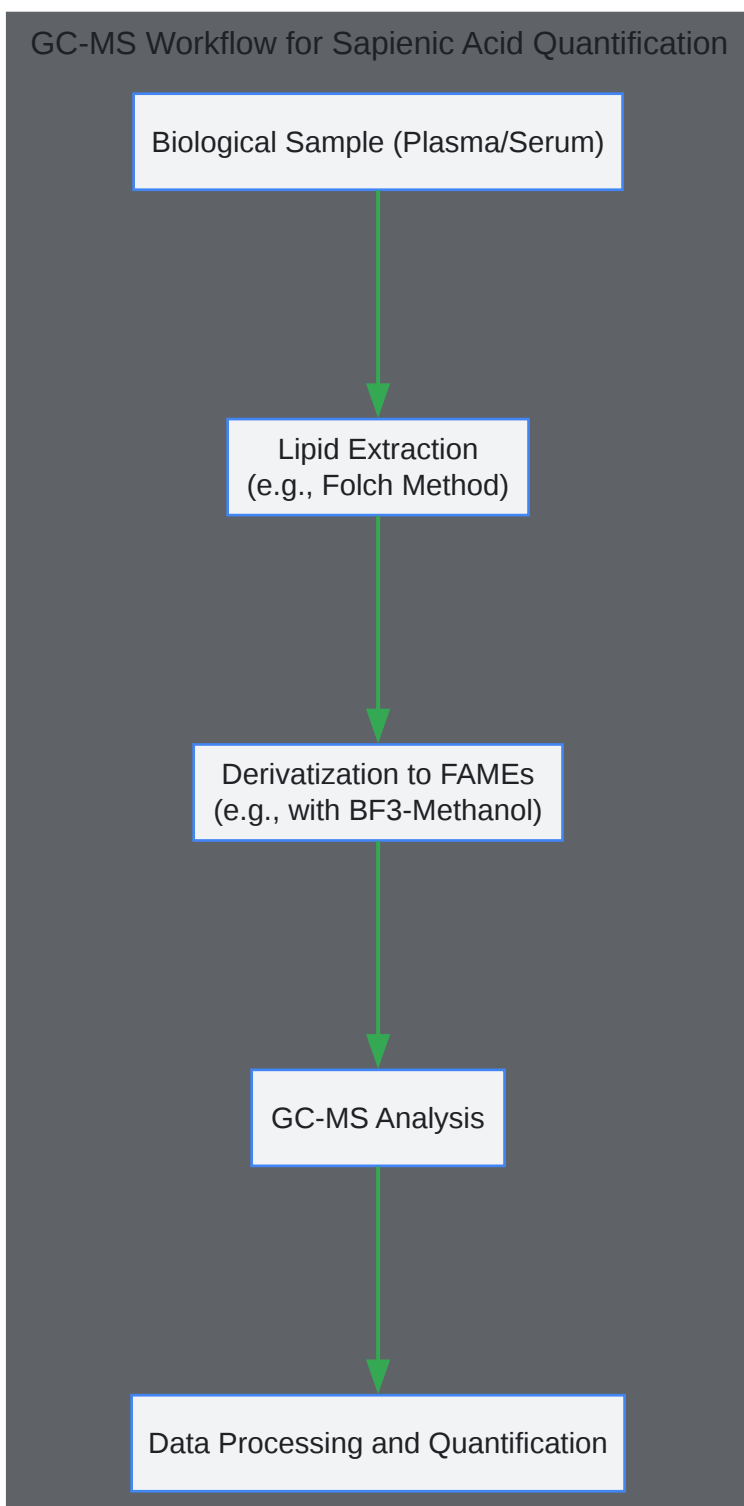 GC-MS Workflow for Sapienic Acid Quantification
Biological Sample (Plasma/Serum)
Lipid Extraction
(e.g., Folch Method)
Derivatization to FAMEs
(e.g., with BF3-Methanol)
GC-MS Analysis
Data Processing and Quantification